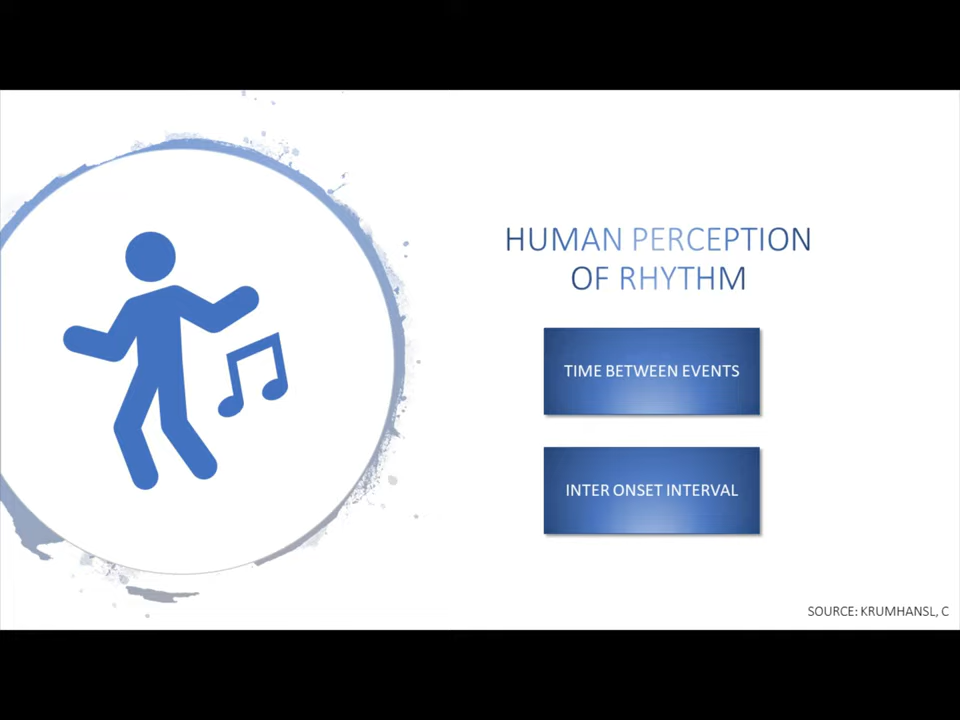 HUMAN PERCEPTION
OF RHYTHM
TIME BETWEEN EVENTS
INTER ONSET INTERVAL
SOURCE: KRUMHANSL, C